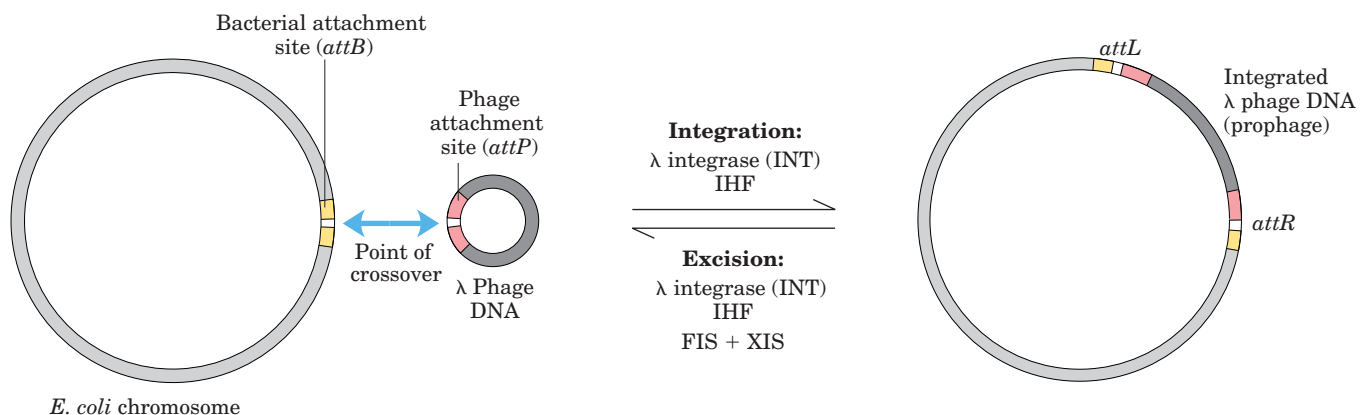 Bacterial attachment
site (attB)
Phage
attachment
site (attP)
Point of
crossover
λ Phage
DNA
E. coli chromosome
Integration:
λ integrase (INT)
IHF
Excision:
λ integrase (INT)
IHF
FIS + XIS
attL
Integrated
λ phage DNA
(prophage)
attR